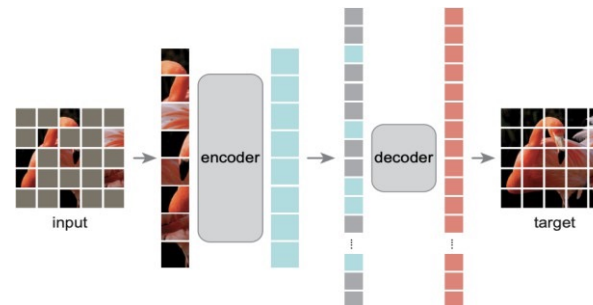 input
encoder
decoder
target